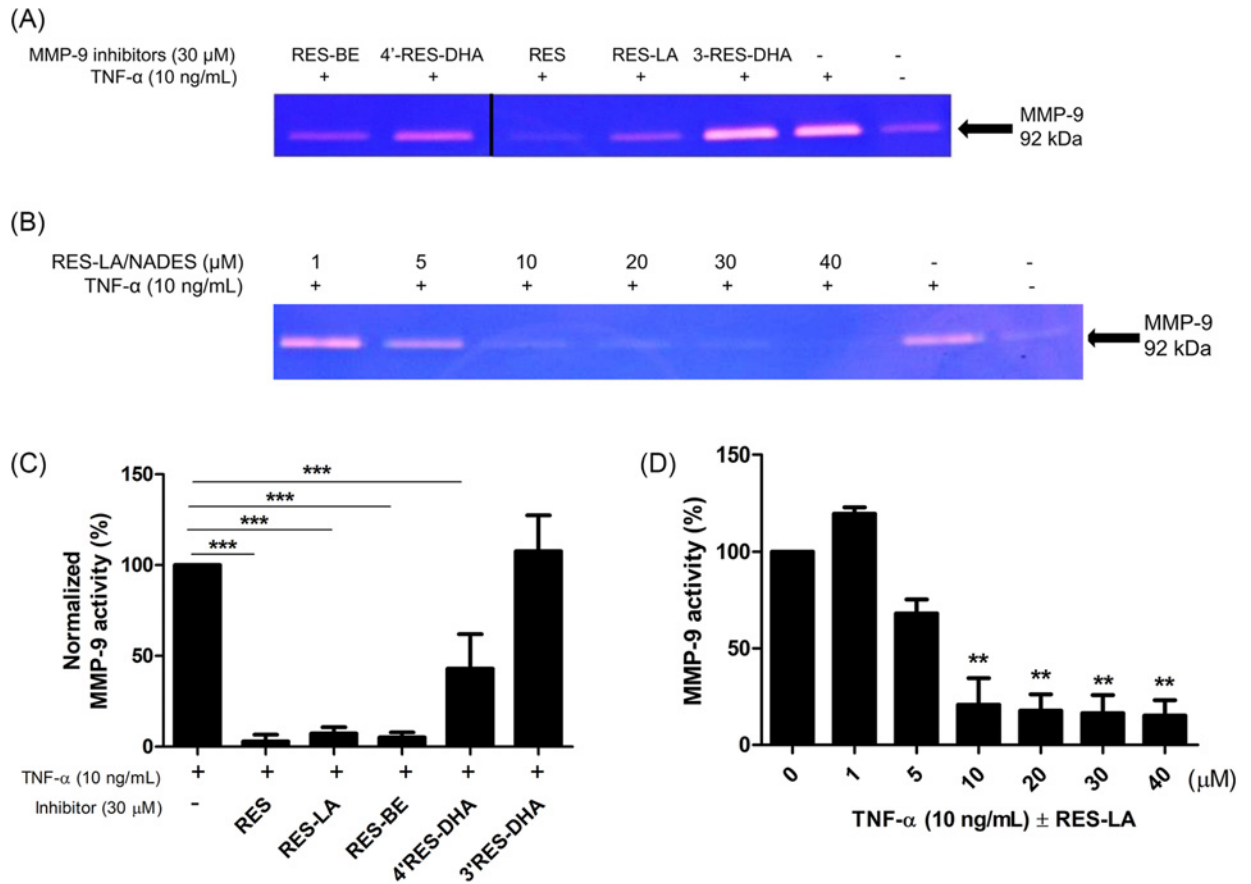 (A)
MMP-9 inhibitors (30 µM) RES-BE 4'-RES-DHA RES RES-LA 3-RES-DHA - -
TNF-α (10 ng/mL) + + + + + + -
MMP-9
92 kDa
(B)
RES-LA/NADES (µM) 1 5 10 20 30 40 - -
TNF-α (10 ng/mL) + + + + + + + -
MMP-9
92 kDa
(C)
Normalized
MMP-9 activity (%)
150
100
50
0
***
***
***
***
TNF-α (10 ng/mL) + + + + + +
Inhibitor (30 µM) - RES RES-LA RES-BE 4'RES-DHA 3'RES-DHA
(D)
MMP-9 activity (%)
150
100
50
0
** ** ** **
0 1 5 10 20 30 40 (µM)
TNF-α (10 ng/mL) ± RES-LA